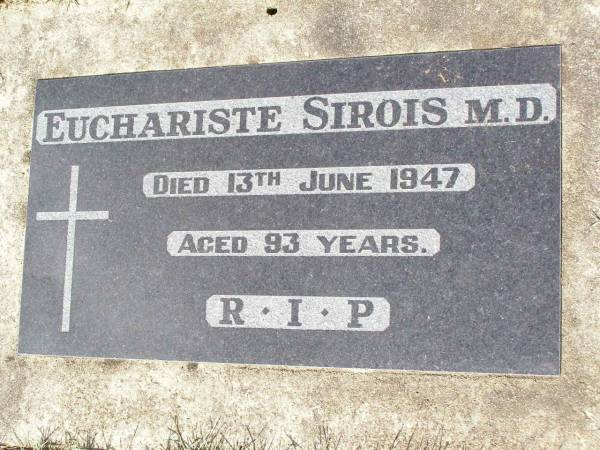 EUCHARISTE SIROIS M.D.
DIED 13TH JUNE 1947
AGED 93 YEARS.
R · I · P